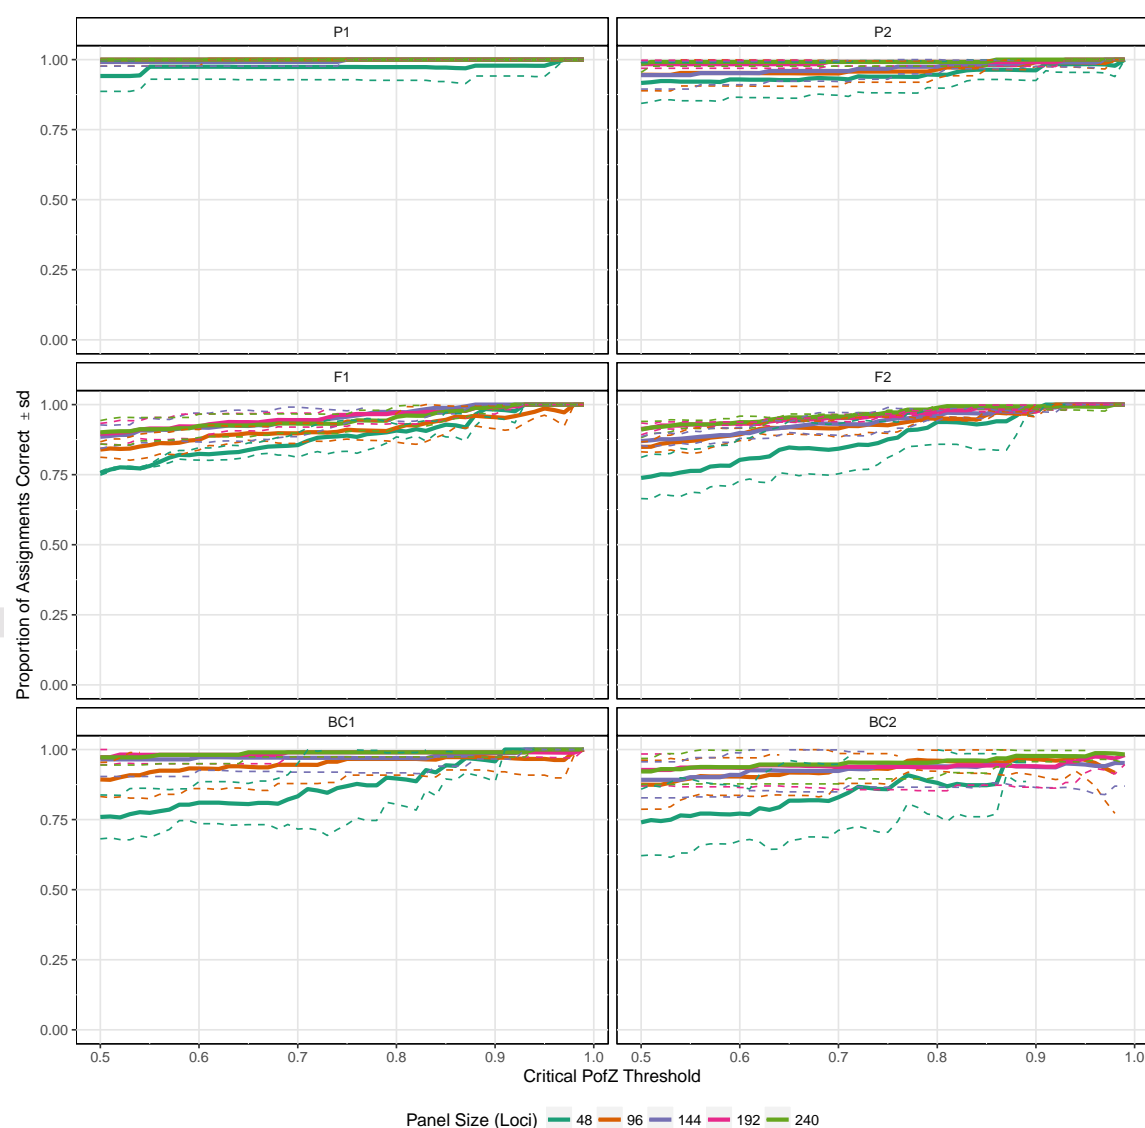 P1
P2
1.00
0.75
0.50
0.25
0.00
F1
F2
1.00
0.75
0.50
0.25
0.00
BC1
BC2
1.00
0.75
0.50
0.25
0.00
0.5 0.6 0.7 0.8 0.9 1.0
0.5 0.6 0.7 0.8 0.9 1.0
Proportion of Assignments Correct ± sd
Critical PofZ Threshold
Panel Size (Loci) 48 96 144 192 240